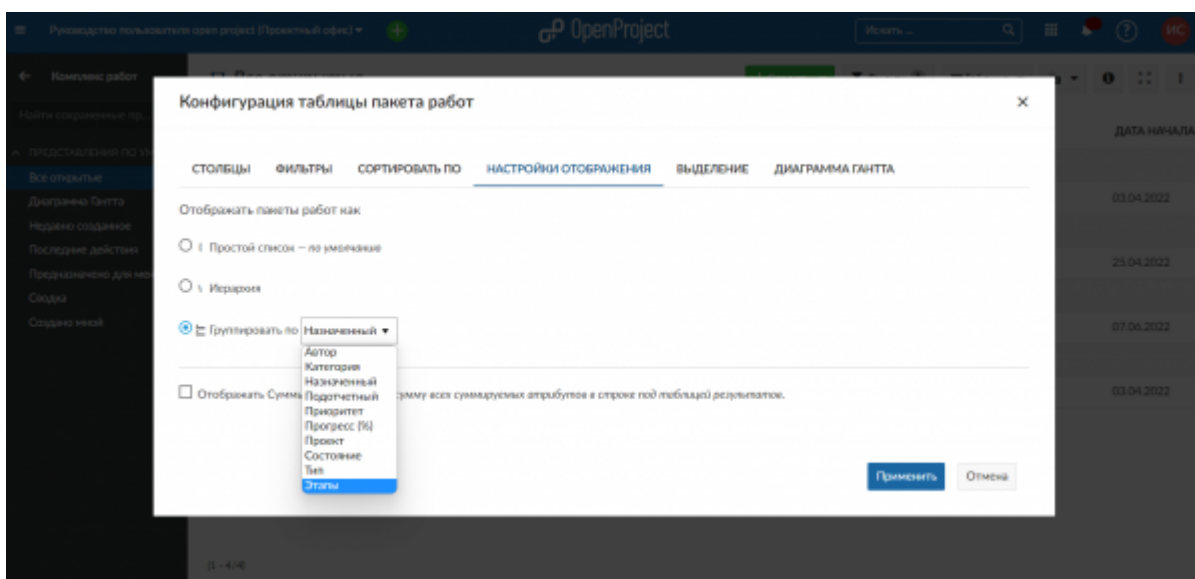 Руководство пользователя open project (Проектный офис)
OpenProject
Искать ...
ИС
Комплекс работ
Найти сохраненные пр...
ПРЕДСТАВЛЕНИЯ ПО УМ
Все открытые
Диаграмма Гантта
Недавно созданное
Последние действия
Предназначено для мен
Сводка
Создано мной
ДАТА НАЧАЛА
03.04.2022
25.04.2022
07.06.2022
03.04.2022
Конфигурация таблицы пакета работ
СТОЛБЦЫ ФИЛЬТРЫ СОРТИРОВАТЬ ПО НАСТРОЙКИ ОТОБРАЖЕНИЯ ВЫДЕЛЕНИЕ ДИАГРАММА ГАНТТА
Отображать пакеты работ как
Простой список — по умолчанию
Иерархия
Группировать по Назначенный
Автор
Категория
Назначенный
Подотчетный
Приоритет
Прогресс (%)
Проект
Состояние
Тип
Этапы
Отображать Суммы
сумму всех суммируемых атрибутов в строке под таблицей результатов.
Применить Отмена
(1 - 4/4)